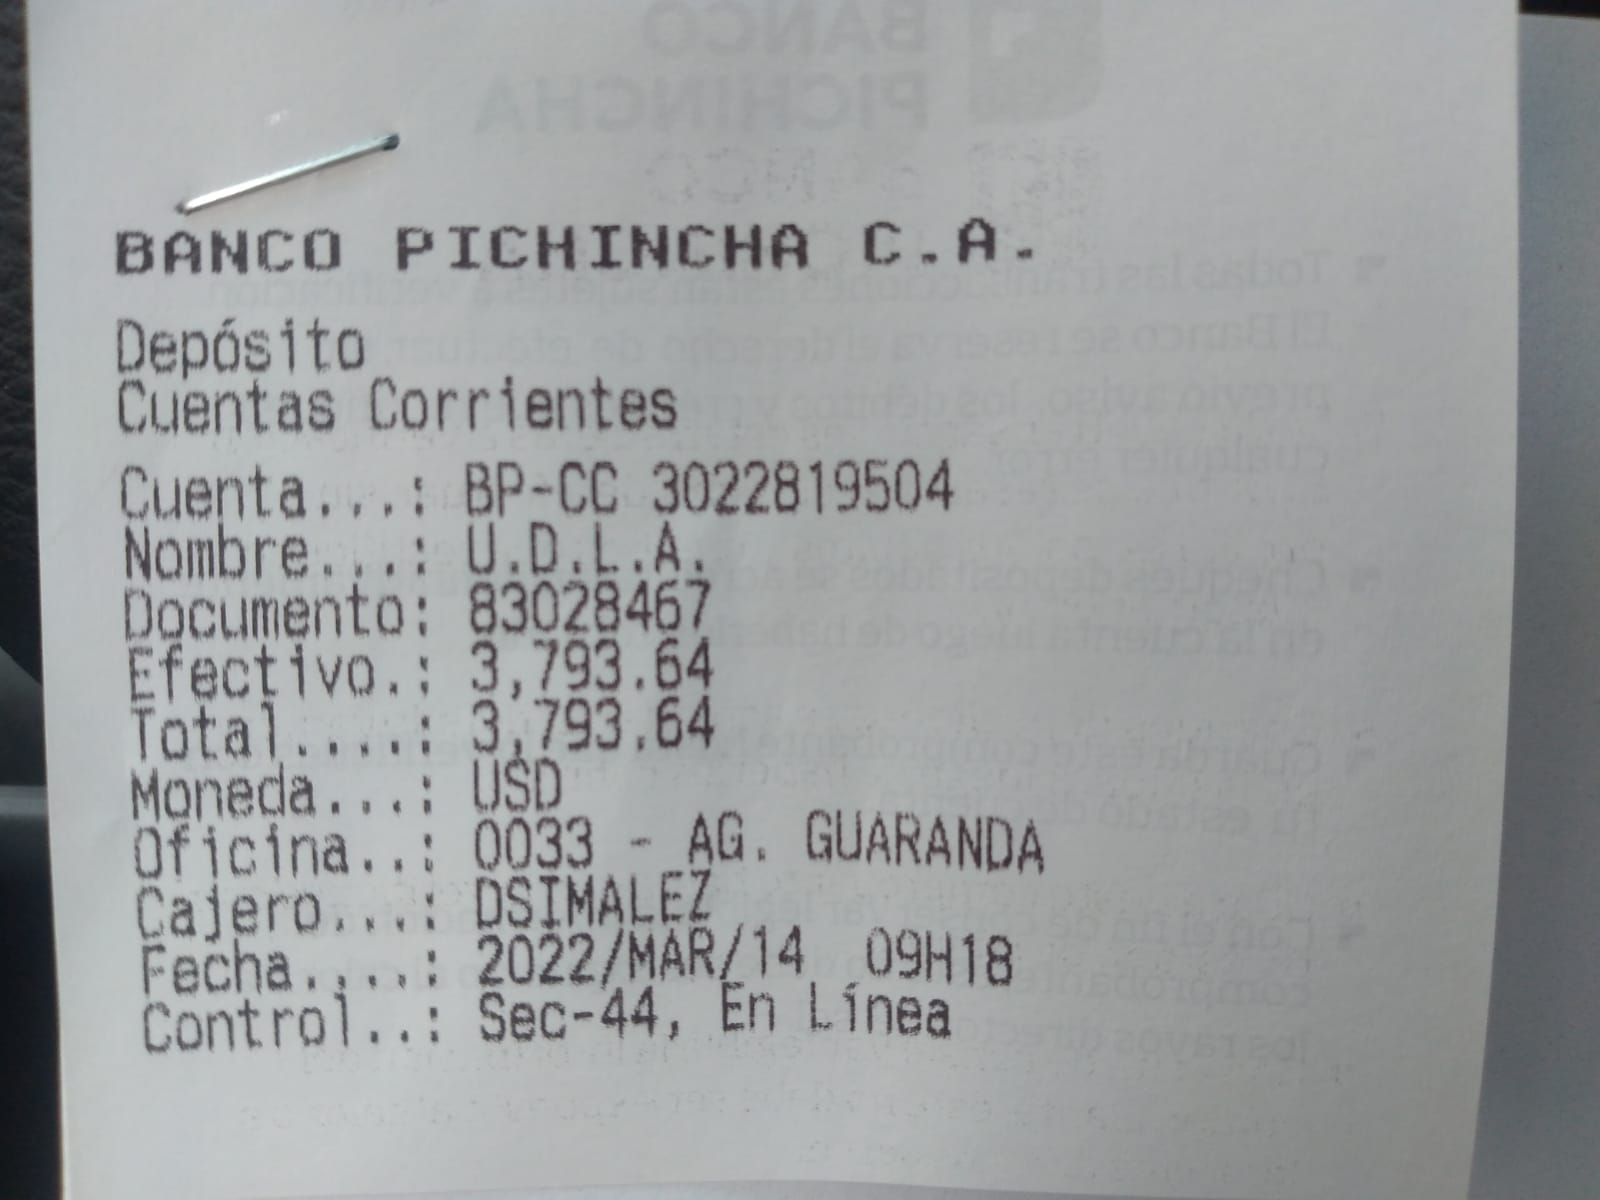 BANCO PICHINCHA C.A.
Depósito
Cuentas Corrientes
Cuenta...: BP-CC 3022819504
Nombre...: U.D.L.A.
Documento: 83028467
Efectivo.: 3,793.64
Total....: 3,793.64
Moneda...: USD
Oficina..: 0033 - AG. GUARANDA
Cajero...: DSIMALEZ
Fecha....: 2022/MAR/14 09H18
Control..: Sec-44, En Línea